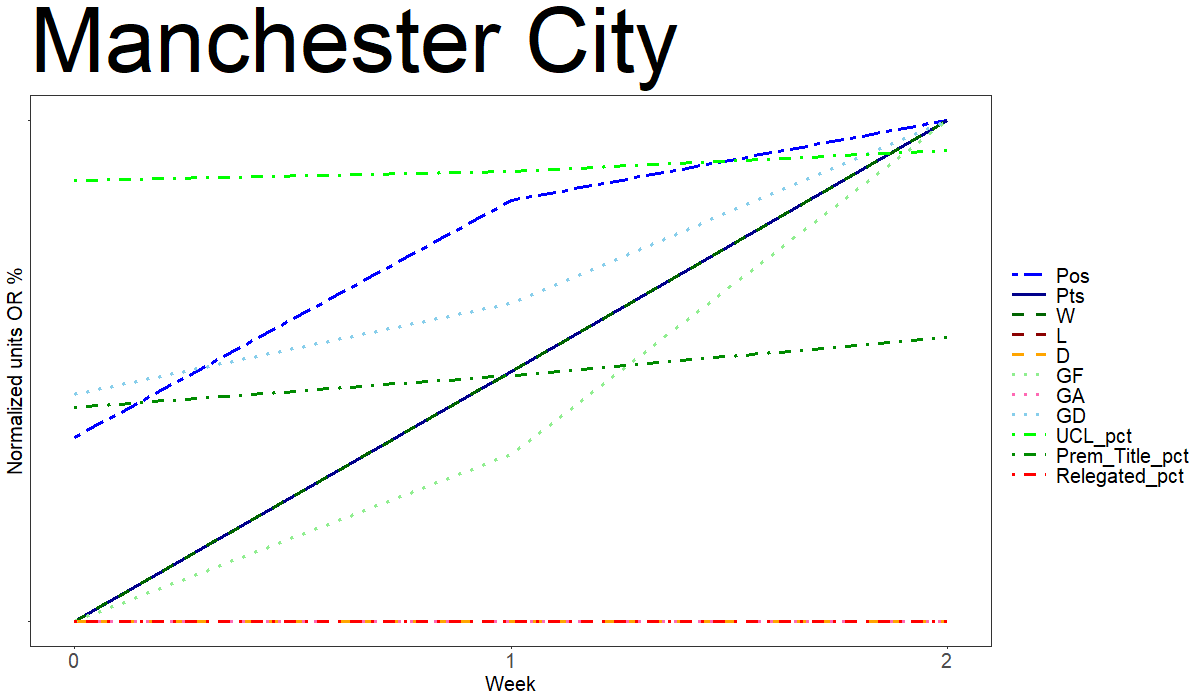 Manchester City
Normalized units OR %
0
1
2
Week
Pos
Pts
W
L
D
GF
GA
GD
UCL_pct
Prem_Title_pct
Relegated_pct